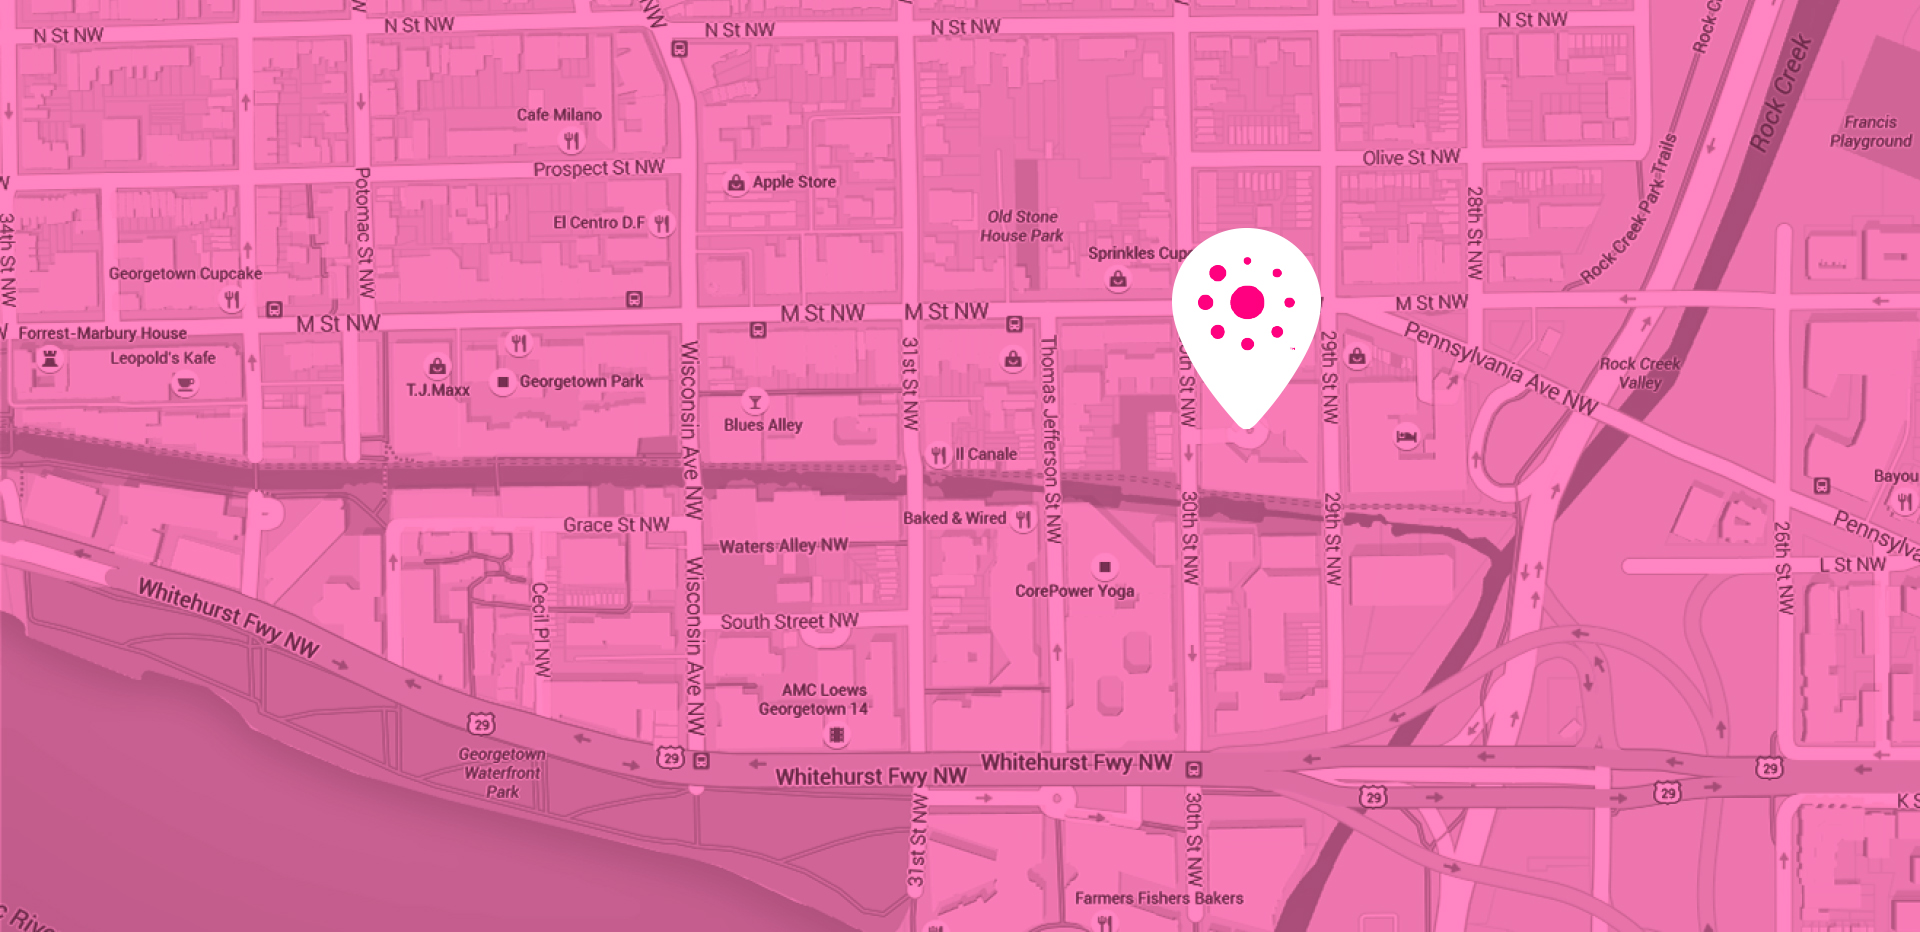 N St NW
N St NW
N St NW
N St NW
N St NW
NW
Rock Creek
Cafe Milano
Francis
Playground
Prospect St NW
Olive St NW
Apple Store
Potomac St NW
34th St NW
El Centro D.F
Old Stone
House Park
28th St NW
Rock Creek Park Trails
Sprinkles Cup
Georgetown Cupcake
M St NW
M St NW
M St NW
M St NW
Forrest-Marbury House
Leopold's Kafe
T.J.Maxx
Georgetown Park
Wisconsin Ave NW
31st St NW
Thomas Jefferson St NW
29th St NW
Pennsylvania Ave NW
Rock Creek
Valley
Blues Alley
Il Canale
Bayou
Baked & Wired
Grace St NW
Waters Alley NW
30th St NW
29th St NW
26th St NW
L St NW
CorePower Yoga
Whitehurst Fwy NW
Cecil Pl NW
Wisconsin Ave NW
South Street NW
AMC Loews
Georgetown 14
29
29
Georgetown
Waterfront
Park
Whitehurst Fwy NW
Whitehurst Fwy NW
29
29
29
31st St NW
30th St NW
Farmers Fishers Bakers